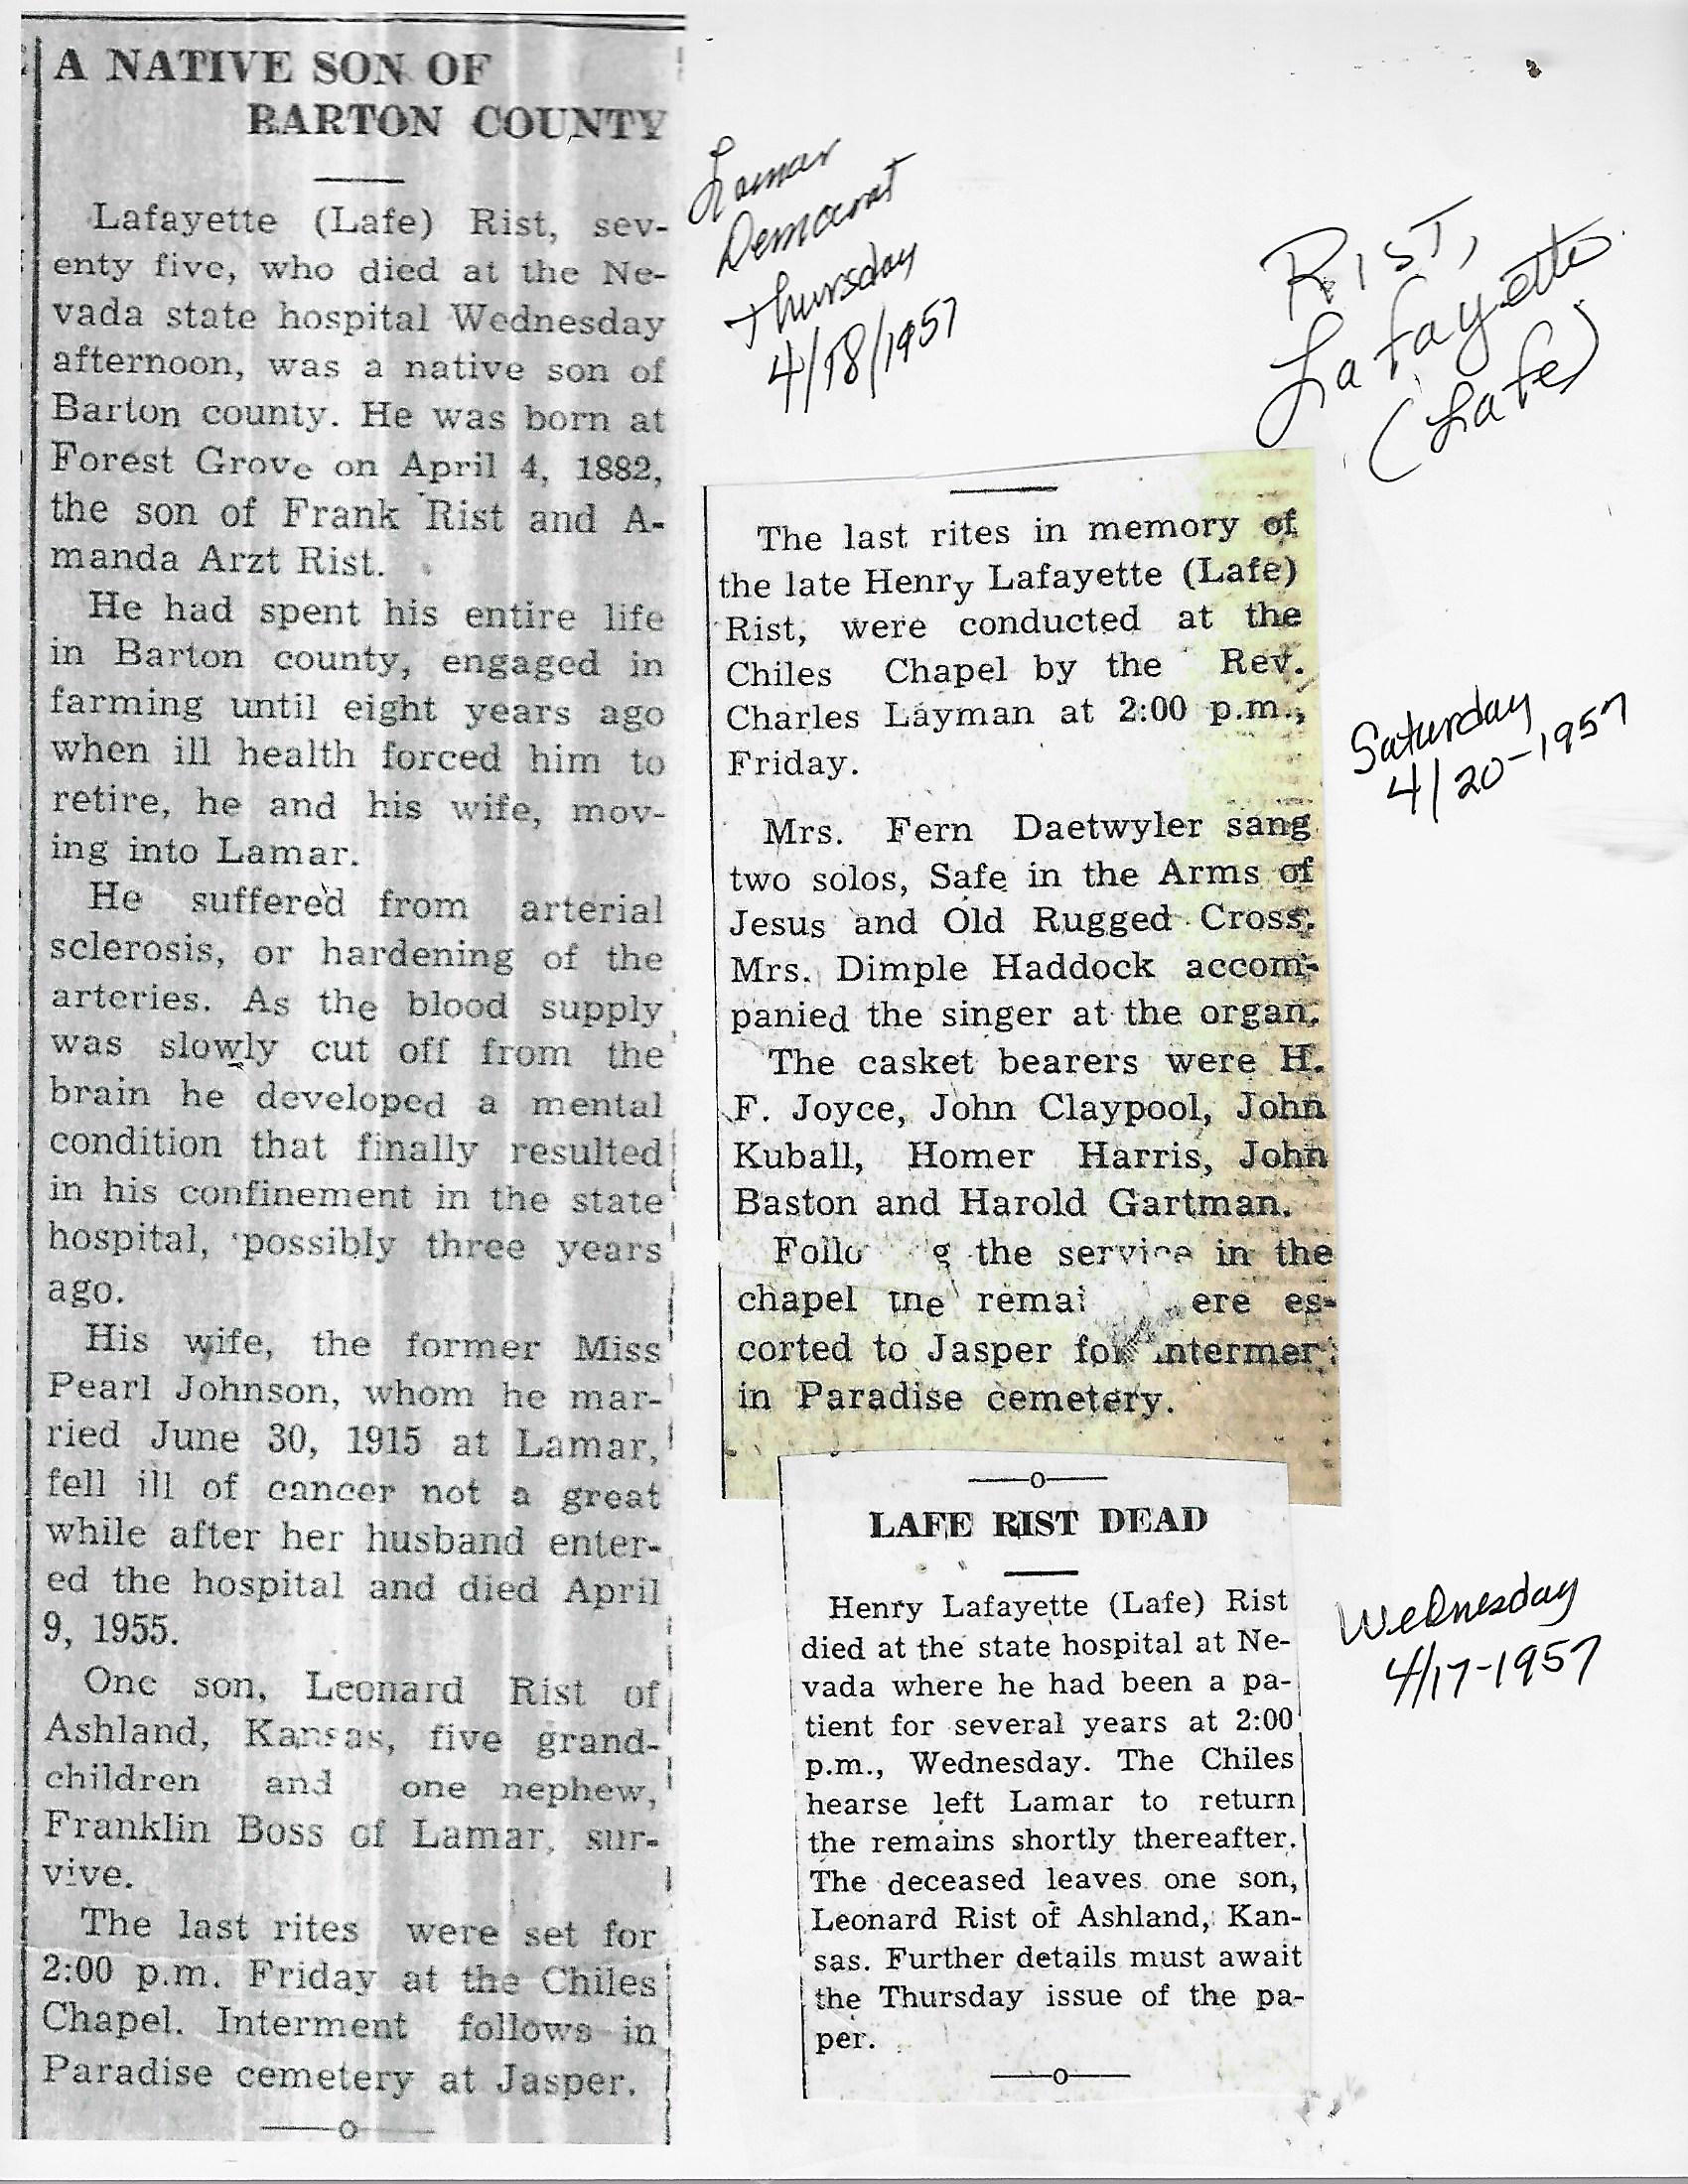 A NATIVE SON OF
BARTON COUNTY
Lafayette (Lafe) Rist, sev-
enty five, who died at the Ne-
vada state hospital Wednesday
afternoon, was a native son of
Barton county. He was born at
Forest Grove on April 4, 1882,
the son of Frank Rist and A-
manda Arzt Rist.
He had spent his entire life
in Barton county, engaged in
farming until eight years ago
when ill health forced him to
retire, he and his wife, mov-
ing into Lamar.
He suffered from arterial
sclerosis, or hardening of the
arteries. As the blood supply
was slowly cut off from the
brain he developed a mental
condition that finally resulted
in his confinement in the state
hospital, possibly three years
ago.
His wife, the former Miss
Pearl Johnson, whom he mar-
ried June 30, 1915 at Lamar,
fell ill of cancer not a great
while after her husband enter-
ed the hospital and died April
9, 1955.
One son, Leonard Rist of
Ashland, Kansas, five grand-
children and one nephew,
Franklin Boss of Lamar, sur-
vive.
The last rites were set for
2:00 p.m. Friday at the Chiles
Chapel. Interment follows in
Paradise cemetery at Jasper.
Lamar
Democrat
Thursday
4/18/1957
RIST,
Lafayette
(Lafe)
The last rites in memory of
the late Henry Lafayette (Lafe)
Rist, were conducted at the
Chiles Chapel by the Rev.
Charles Layman at 2:00 p.m.,
Friday.
Mrs. Fern Daetwyler sang
two solos, Safe in the Arms of
Jesus and Old Rugged Cross.
Mrs. Dimple Haddock accom-
panied the singer at the organ.
The casket bearers were H.
F. Joyce, John Claypool, John
Kuball, Homer Harris, John
Baston and Harold Gartman.
the service in the
chapel the es-
corted to Jasper for
in Paradise cemetery.
Saturday
4/20-1957
LAFE RIST DEAD
Henry Lafayette (Lafe) Rist
died at the state hospital at Ne-
vada where he had been a pa-
tient for several years at 2:00
p.m., Wednesday. The Chiles
hearse left Lamar to return
the remains shortly thereafter.
The deceased leaves one son,
Leonard Rist of Ashland, Kan-
sas. Further details must await
the Thursday issue of the pa-
per.
Wednesday
4/17-1957